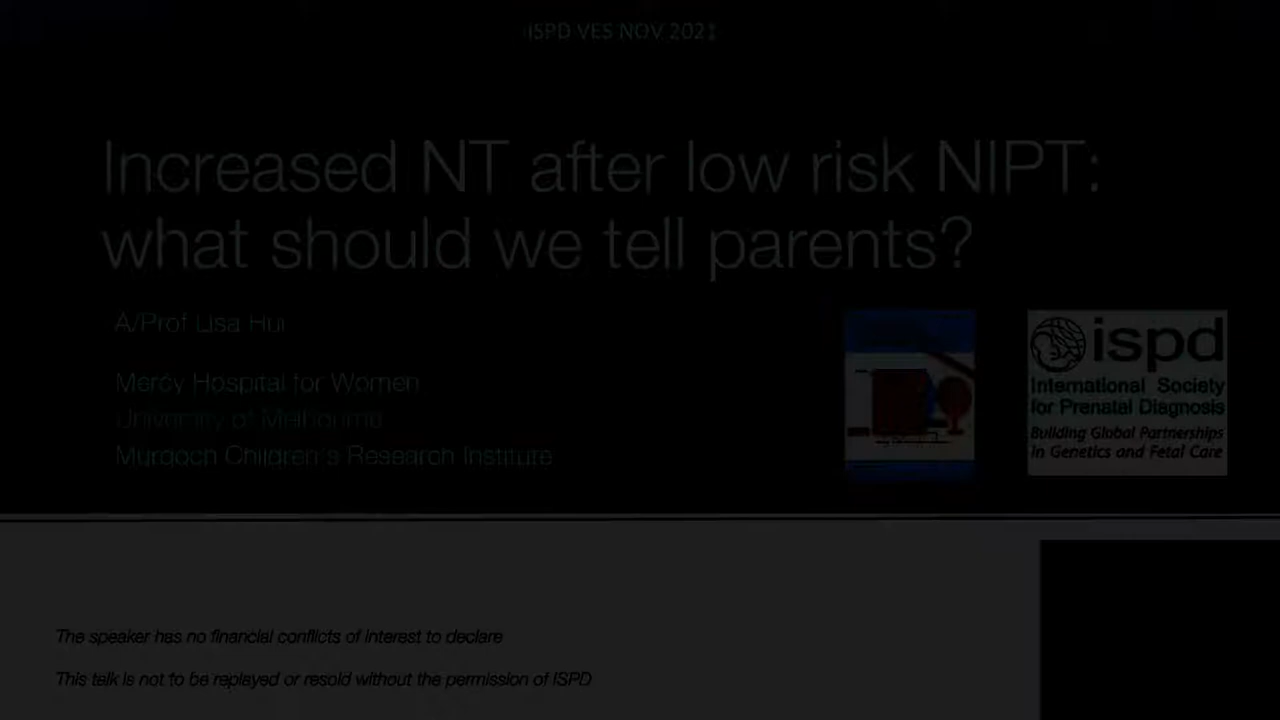 ISPD VES NOV 2021
Increased NT after low risk NIPT:
what should we tell parents?
A/Prof Lisa Hui
Mercy Hospital for Women
University of Melbourne
Murdoch Children's Research Institute
ispd
International Society
for Prenatal Diagnosis
Building Global Partnerships
in Genetics and Fetal Care
The speaker has no financial conflicts of interest to declare
This talk is not to be replayed or resold without the permission of ISPD